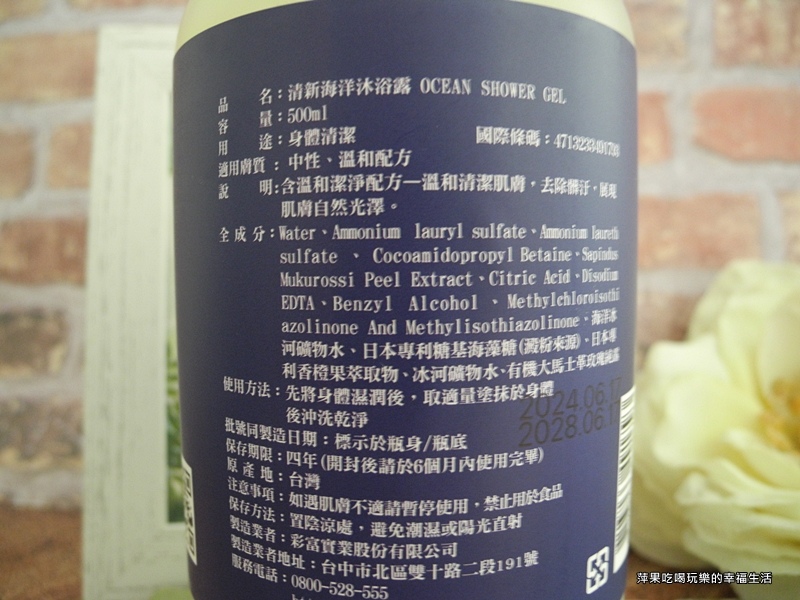 品名：清新海洋沐浴露 OCEAN SHOWER GEL
容量：500ml
用途：身體清潔 國際條碼：4713233491793
適用膚質：中性、溫和配方
說明：含溫和潔淨配方—溫和清潔肌膚，去除髒汙，展現
肌膚自然光澤。
全成分：Water、Ammonium lauryl sulfate、Ammonium laureth
sulfate 、 Cocoamidopropyl Betaine、Sapindus
Mukurossi Peel Extract、Citric Acid、Disodium
EDTA、Benzyl Alcohol 、 Methylchloroisothi
azolinone And Methylisothiazolinone、海洋冰
河礦物水、日本專利糖基海藻糖(澱粉來源)、日本專
利香橙果萃取物、冰河礦物水、有機大馬士革玫瑰純露
使用方法：先將身體濕潤後，取適量塗抹於身體
後沖洗乾淨
2024.06.17
2028.06.17
批號同製造日期：標示於瓶身/瓶底
保存期限：四年(開封後請於6個月內使用完畢)
原產地：台灣
注意事項：如遇肌膚不適請暫停使用，禁止用於食品
保存方法：置陰涼處，避免潮濕或陽光直射
製造業者：彩富實業股份有限公司
製造業者地址：台中市北區雙十路二段191號
服務電話：0800-528-555
萍果吃喝玩樂的幸福生活